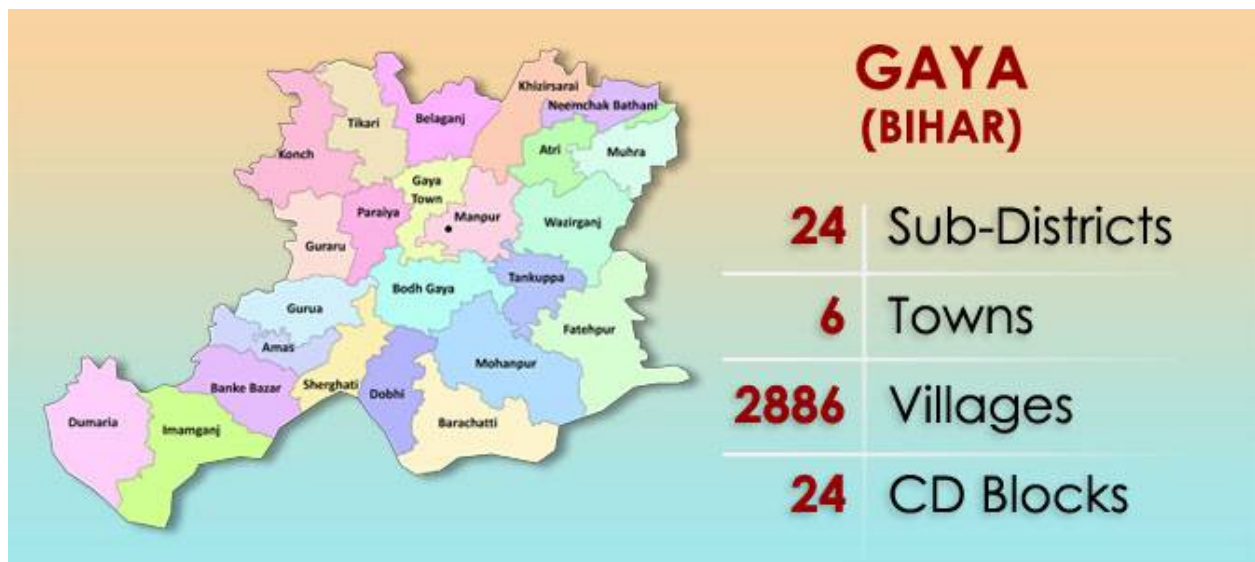 Khizirsarai
Neemchak Bathani
Tikari
Belaganj
Konch
Atri
Muhra
Gaya
Town
Paraiya
Manpur
Wazirganj
Guraru
Tankuppa
Bodh Gaya
Gurua
Fatehpur
Amas
Mohanpur
Banke Bazar
Sherghati
Dobhi
Dumaria
Imamganj
Barachatti
GAYA
(BIHAR)
24 Sub-Districts
6 Towns
2886 Villages
24 CD Blocks